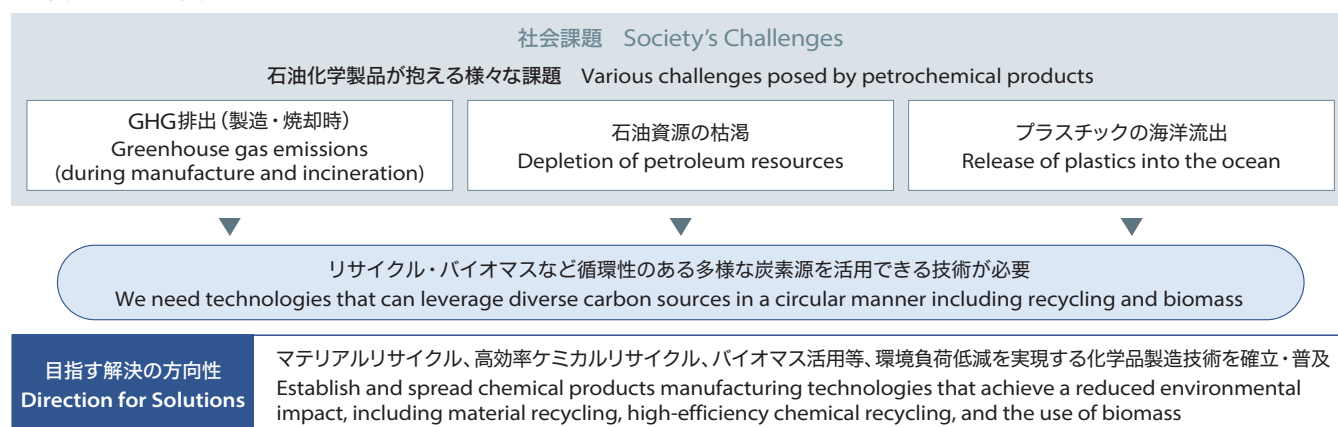 社会課題　Society's Challenges
石油化学製品が抱える様々な課題　Various challenges posed by petrochemical products
GHG排出（製造・焼却時）
Greenhouse gas emissions
(during manufacture and incineration)
石油資源の枯渇
Depletion of petroleum resources
プラスチックの海洋流出
Release of plastics into the ocean
リサイクル・バイオマスなど循環性のある多様な炭素源を活用できる技術が必要
We need technologies that can leverage diverse carbon sources in a circular manner including recycling and biomass
目指す解決の方向性
Direction for Solutions
マテリアルリサイクル、高効率ケミカルリサイクル、バイオマス活用等、環境負荷低減を実現する化学品製造技術を確立・普及
Establish and spread chemical products manufacturing technologies that achieve a reduced environmental
impact, including material recycling, high-efficiency chemical recycling, and the use of biomass